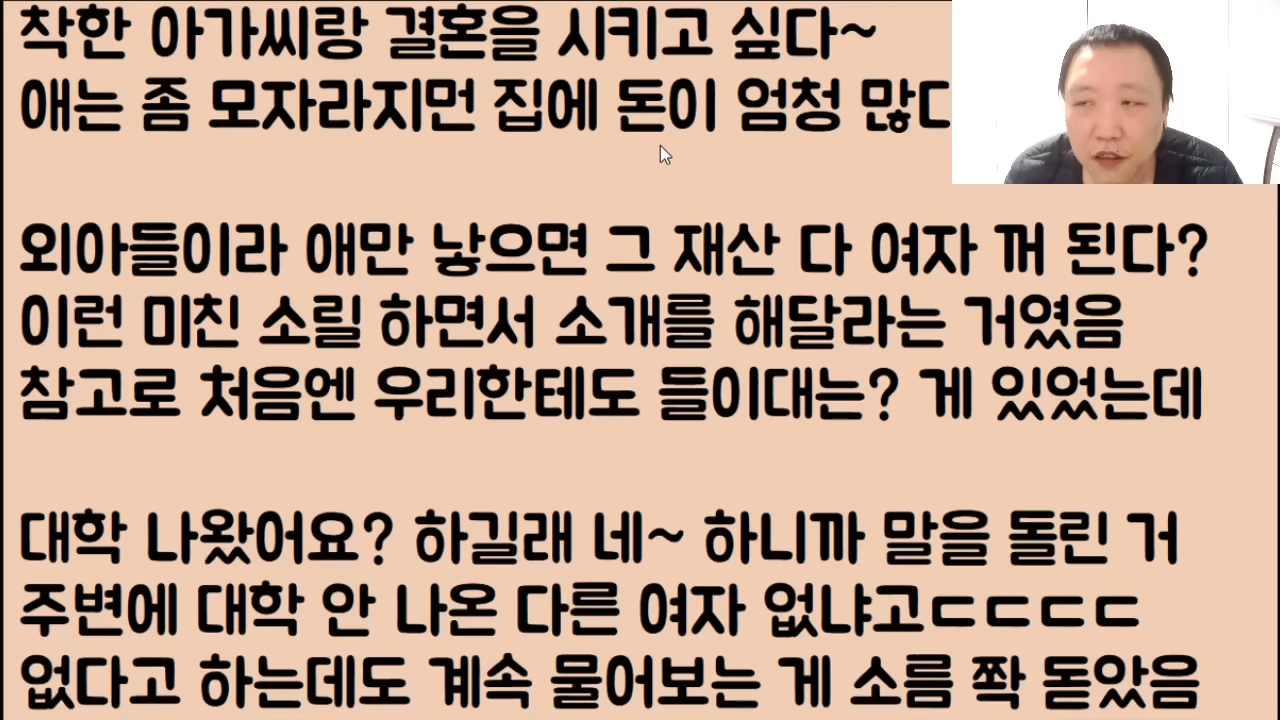 착한 아가씨랑 결혼을 시키고 싶다~
애는 좀 모자라지먼 집에 돈이 엄청 많
외아들이라 애만 낳으면 그 재산 다 여자 꺼 된다?
이런 미친 소릴 하면서 소개를 해달라는 거였음
참고로 처음엔 우리한테도 들이대는? 게 있었는데
대학 나왔어요? 하길래 네~ 하니까 말을 돌린 거
주변에 대학 안 나온 다른 여자 없냐고ㄷㄷㄷㄷ
없다고 하는데도 계속 물어보는 게 소름 쫙 돋았음